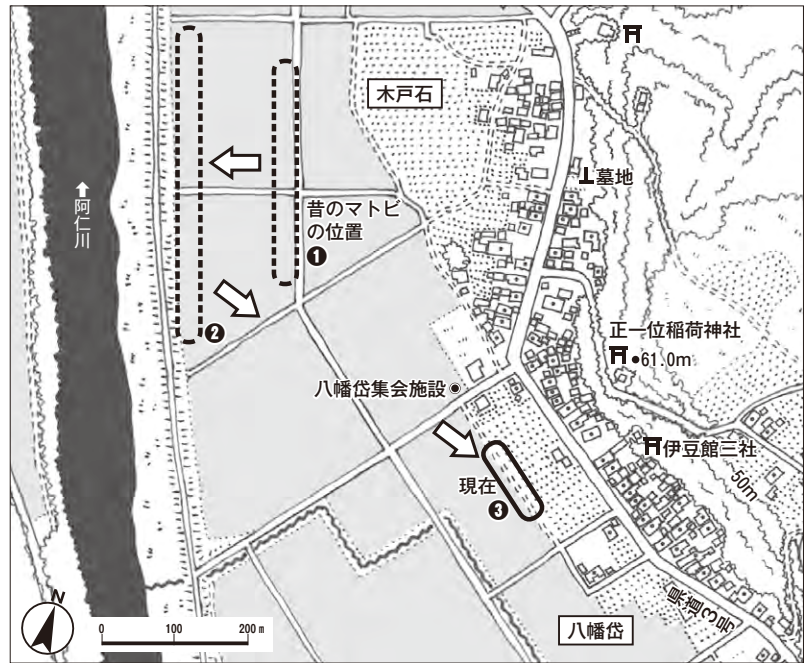 木戸石
墓地
↑阿仁川
昔のマトビ
の位置
❶
❷
正一位稲荷神社
61.0m
八幡岱集会施設
伊豆館三社
50m
現在
❸
県道3号
八幡岱
N
0 100 200m